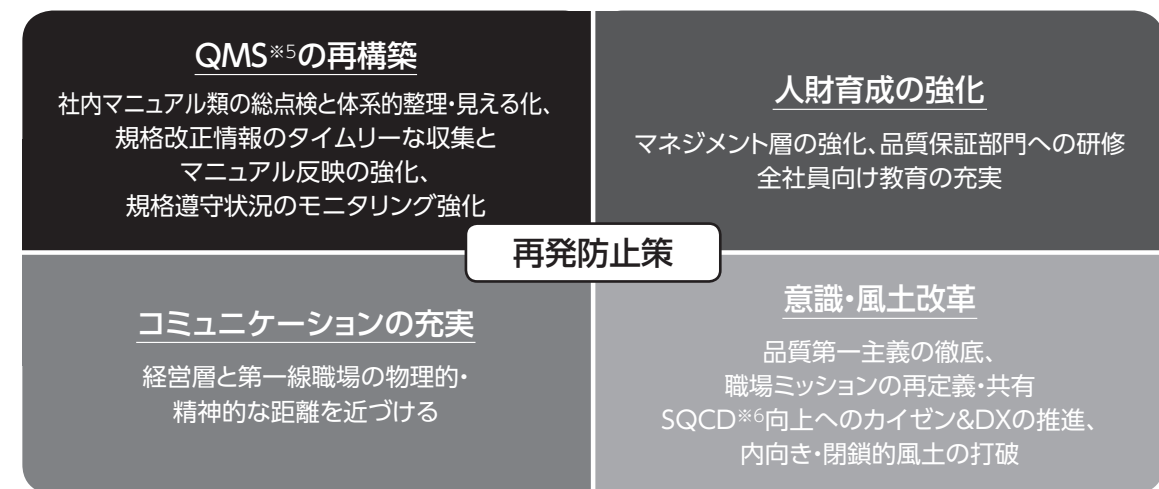 QMS※5の再構築
社内マニュアル類の総点検と体系的整理・見える化、
規格改正情報のタイムリーな収集と
マニュアル反映の強化、
規格遵守状況のモニタリング強化
人財育成の強化
マネジメント層の強化、品質保証部門への研修
全社員向け教育の充実
再発防止策
コミュニケーションの充実
経営層と第一線職場の物理的・
精神的な距離を近づける
意識・風土改革
品質第一主義の徹底、
職場ミッションの再定義・共有
SQCD※6向上へのカイゼン&DXの推進、
内向き・閉鎖的風土の打破